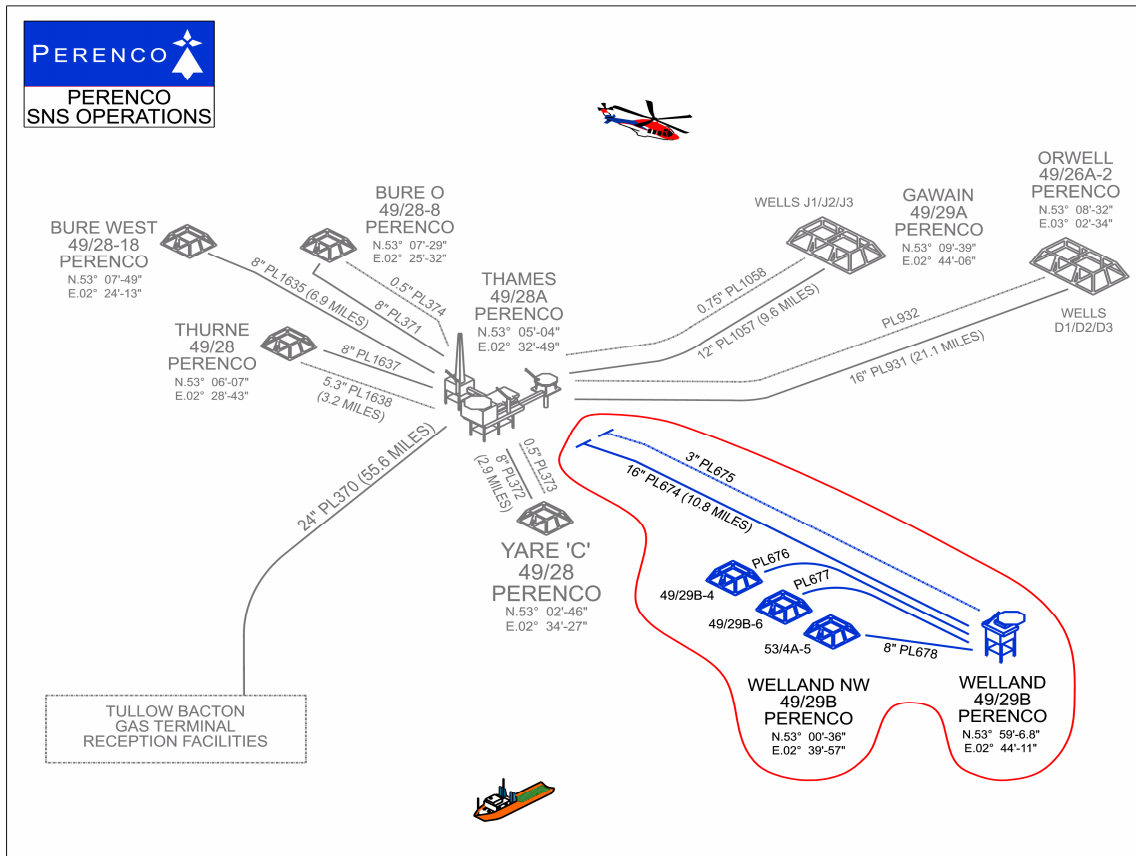 PERENCO
PERENCO
SNS OPERATIONS
BURE WEST
49/28-18
PERENCO
N.53° 07'-49"
E.02° 24'-13"
BURE O
49/28-8
PERENCO
N.53° 07'-29"
E.02° 25'-32"
8" PL1635 (6.9 MILES)
0.5" PL374
8" PL371
THURNE
49/28
PERENCO
N.53° 06'-07"
E.02° 28'-43"
8" PL1637
5.3" PL1638
(3.2 MILES)
THAMES
49/28A
PERENCO
N.53° 05'-04"
E.02° 32'-49"
WELLS J1/J2/J3
GAWAIN
49/29A
PERENCO
N.53° 09'-39"
E.02° 44'-06"
0.75" PL1058
12" PL1057 (9.6 MILES)
ORWELL
49/26A-2
PERENCO
N.53° 08'-32"
E.03° 02'-34"
WELLS
D1/D2/D3
PL932
16" PL931 (21.1 MILES)
24" PL370 (55.6 MILES)
0.5" PL373
8" PL372
(2.9 MILES)
YARE 'C'
49/28
PERENCO
N.53° 02'-46"
E.02° 34'-27"
3" PL675
16" PL674 (10.8 MILES)
PL676
49/29B-4
PL677
49/29B-6
53/4A-5
8" PL678
WELLAND NW
49/29B
PERENCO
N.53° 00'-36"
E.02° 39'-57"
WELLAND
49/29B
PERENCO
N.53° 59'-6.8"
E.02° 44'-11"
TULLOW BACTON
GAS TERMINAL
RECEPTION FACILITIES